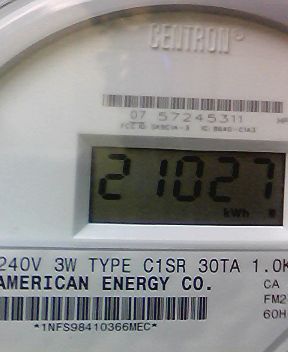 CENTRON®
07 57245311
21027
kWh
240V 3W TYPE C1SR 30TA 1.0K
AMERICAN ENERGY CO.
CA
FM2
60H
*1NFS98410366MEC*